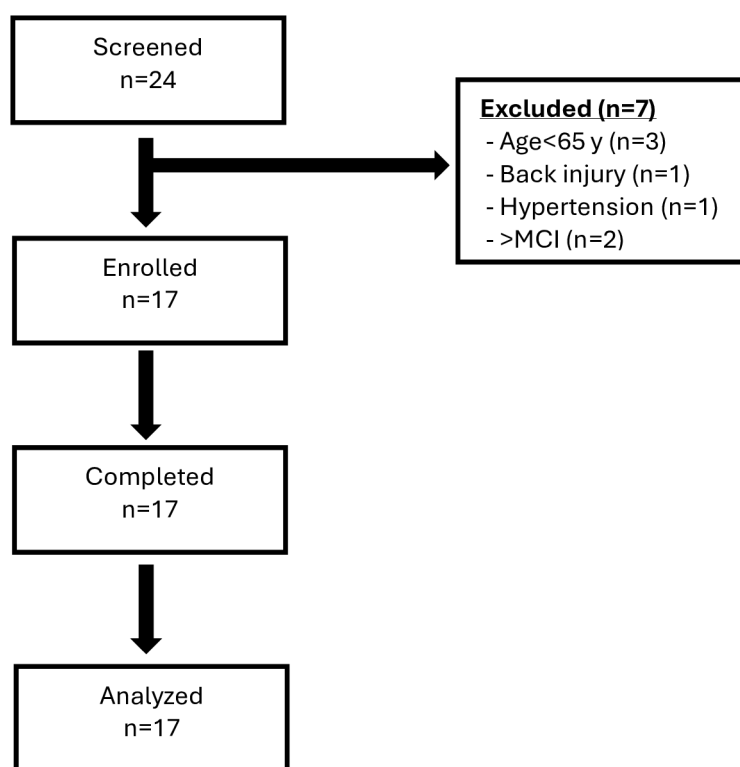 Screened
n=24
Excluded (n=7)
- Age<65 y (n=3)
- Back injury (n=1)
- Hypertension (n=1)
- >MCI (n=2)
Enrolled
n=17
Completed
n=17
Analyzed
n=17